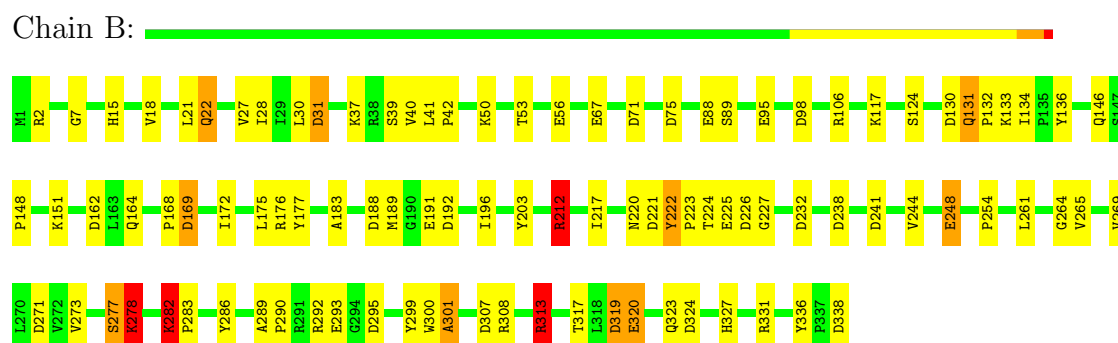 Chain B:
M1 R2 G7 H15 V18 L21 Q22 V27 I28 I29 L30 D31 K37 R38 S39 V40 L41 P42 K50 T53 E56 E67 D71 D75 E88 S89 E95 D98 R106 K117 S124 D130 Q131 P132 K133 I134 P135 Y136 Q146 S147
P148 K151 D162 L163 Q164 P168 D169 I172 L175 R176 Y177 A183 D188 M189 G190 E191 D192 I196 Y203 R212 I217 N220 D221 Y222 P223 T224 E225 D226 G227 D232 D238 D241 V244 E248 P254 L261 G264 V265 V269
L270 D271 V272 V273 S277 K278 K282 P283 Y286 A289 P290 R291 R292 E293 G294 D295 Y299 W300 A301 D307 R308 R313 T317 L318 D319 E320 Q323 D324 H327 R331 Y336 P337 D338